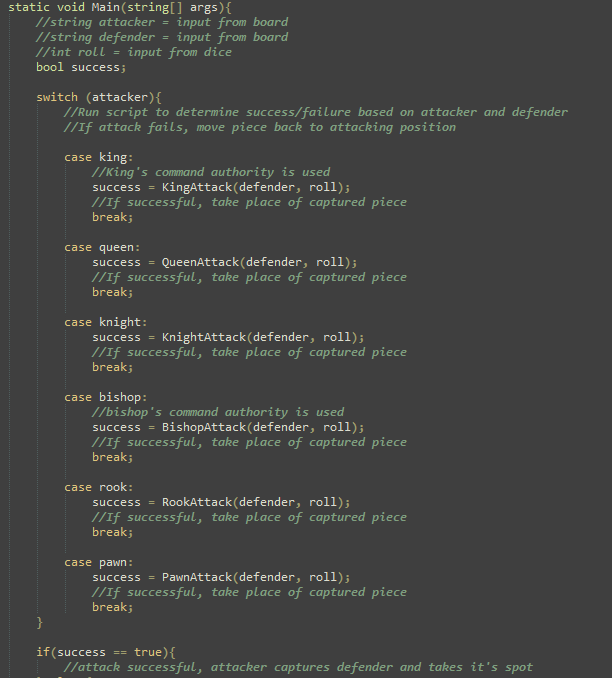 static void Main(string[] args){
    //string attacker = input from board
    //string defender = input from board
    //int roll = input from dice
    bool success;

    switch (attacker){
        //Run script to determine success/failure based on attacker and defender
        //If attack fails, move piece back to attacking position

        case king:
            //King's command authority is used
            success = KingAttack(defender, roll);
            //If successful, take place of captured piece
            break;

        case queen:
            success = QueenAttack(defender, roll);
            //If successful, take place of captured piece
            break;

        case knight:
            success = KnightAttack(defender, roll);
            //If successful, take place of captured piece
            break;

        case bishop:
            //bishop's command authority is used
            success = BishopAttack(defender, roll);
            //If successful, take place of captured piece
            break;

        case rook:
            success = RookAttack(defender, roll);
            //If successful, take place of captured piece
            break;

        case pawn:
            success = PawnAttack(defender, roll);
            //If successful, take place of captured piece
            break;
    }

    if(success == true){
        //attack successful, attacker captures defender and takes it's spot